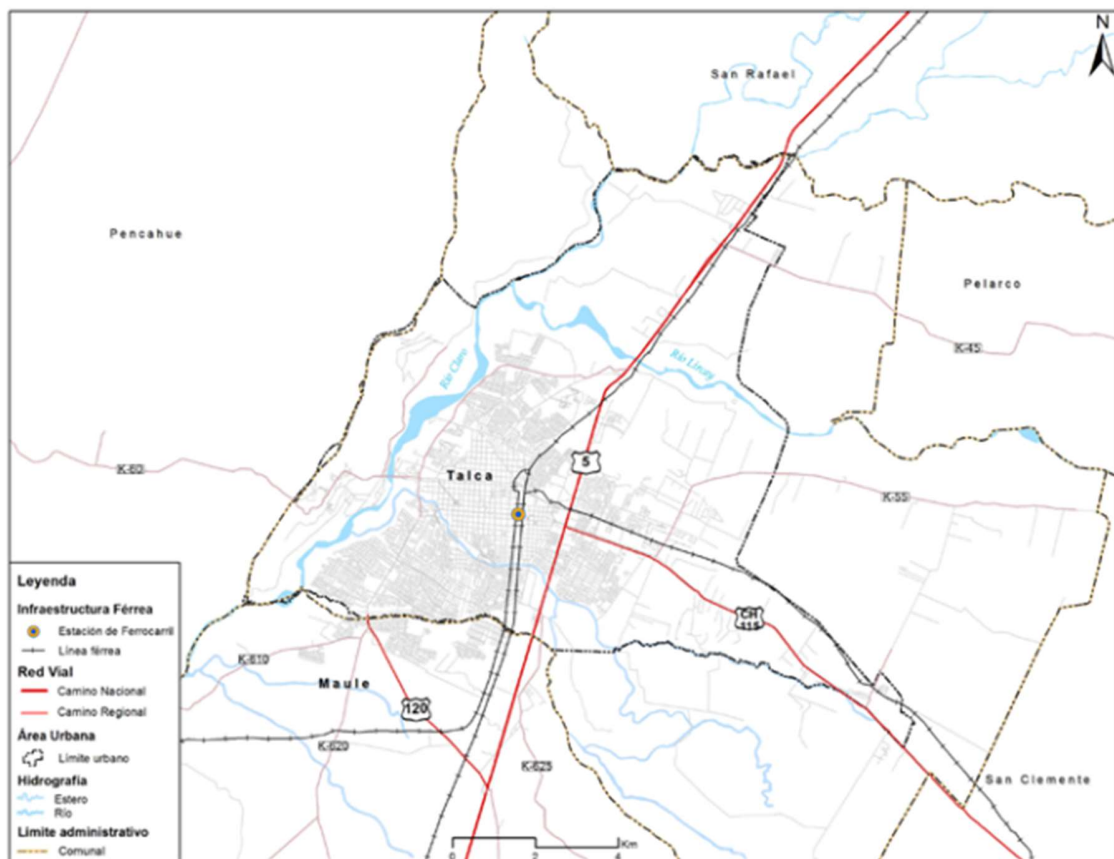 N
San Rafael
Pencahue
Pelarco
K-45
Río Claro
Río Lircay
K-60
Talca
5
K-55
CH
115
K-610
Maule
120
K-620
K-625
San Clemente
Leyenda
Infraestructura Férrea
Estación de Ferrocarril
Línea férrea
Red Vial
Camino Nacional
Camino Regional
Área Urbana
Límite urbano
Hidrografía
Estero
Río
Límite administrativo
Comunal
0 2 4 Km